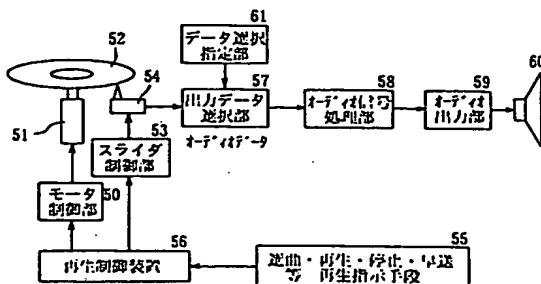 61
データ選択
指定部
52
54
57
出力データ
選択部
オーディオデータ
58
オーディオ信号
処理部
59
オーディオ
出力部
60
51
53
スライダ
制御部
50
モータ
制御部
56
再生制御装置
55
選曲・再生・停止・早送
等 再生指示手段